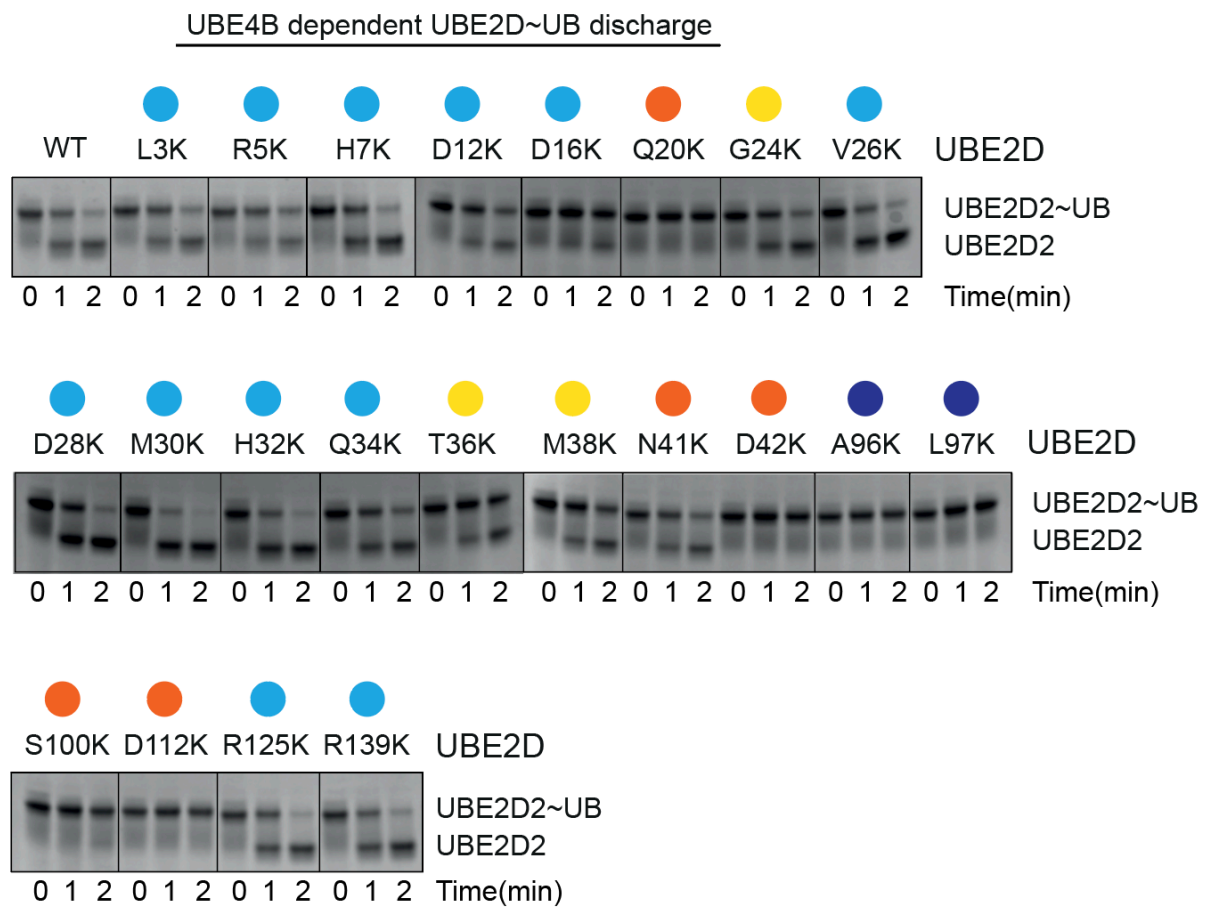 UBE4B dependent UBE2D~UB discharge
WT L3K R5K H7K D12K D16K Q20K G24K V26K UBE2D
UBE2D2~UB
UBE2D2
0 1 2 0 1 2 0 1 2 0 1 2 0 1 2 0 1 2 0 1 2 0 1 2 0 1 2 Time(min)
D28K M30K H32K Q34K T36K M38K N41K D42K A96K L97K UBE2D
UBE2D2~UB
UBE2D2
0 1 2 0 1 2 0 1 2 0 1 2 0 1 2 0 1 2 0 1 2 0 1 2 0 1 2 0 1 2 Time(min)
S100K D112K R125K R139K UBE2D
UBE2D2~UB
UBE2D2
0 1 2 0 1 2 0 1 2 0 1 2 Time(min)